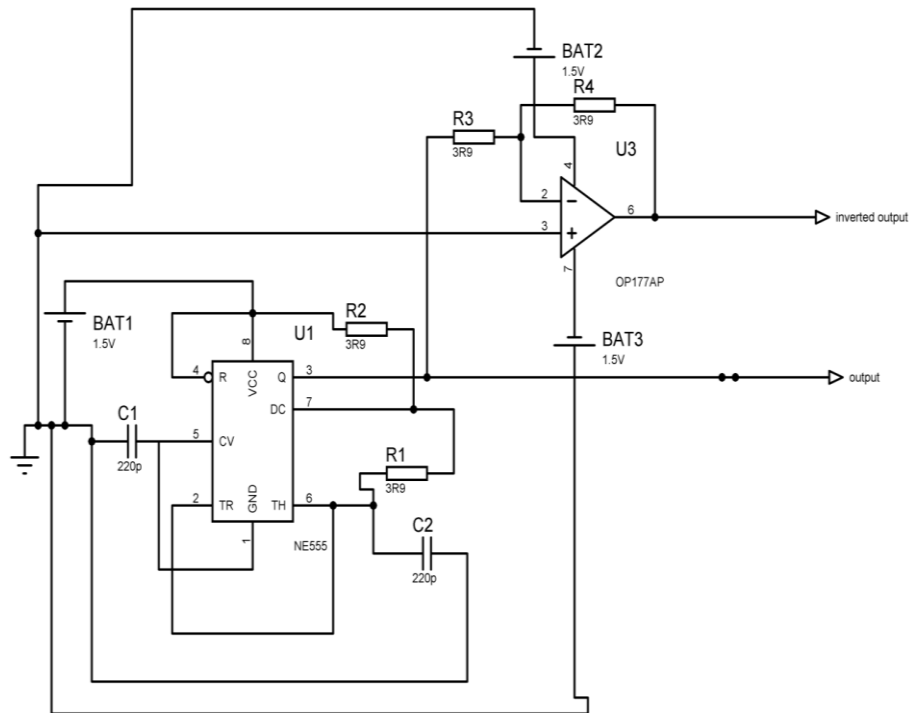 BAT2
1.5V
R4
3R9
R3
3R9
U3
4
2
3
6
7
inverted output
OP177AP
BAT1
1.5V
R2
3R9
U1
BAT3
1.5V
8
4
R
VCC
Q
3
output
DC
7
C1
220p
5
CV
R1
3R9
2
TR
GND
TH
6
1
NE555
C2
220p